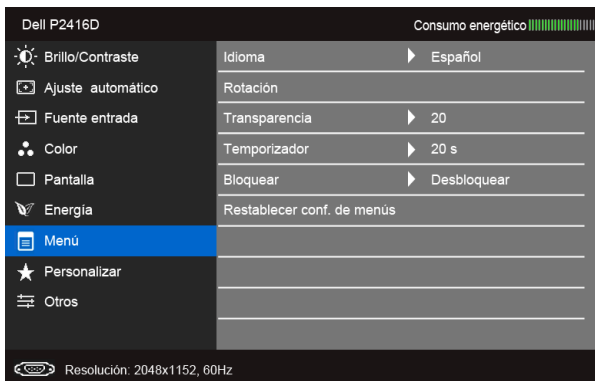 Dell P2416D Consumo energético
Brillo/Contraste Idioma Español
Ajuste automático Rotación
Fuente entrada Transparencia 20
Color Temporizador 20 s
Pantalla Bloquear Desbloquear
Energía Restablecer conf. de menús
Menú
Personalizar
Otros
Resolución: 2048x1152, 60Hz